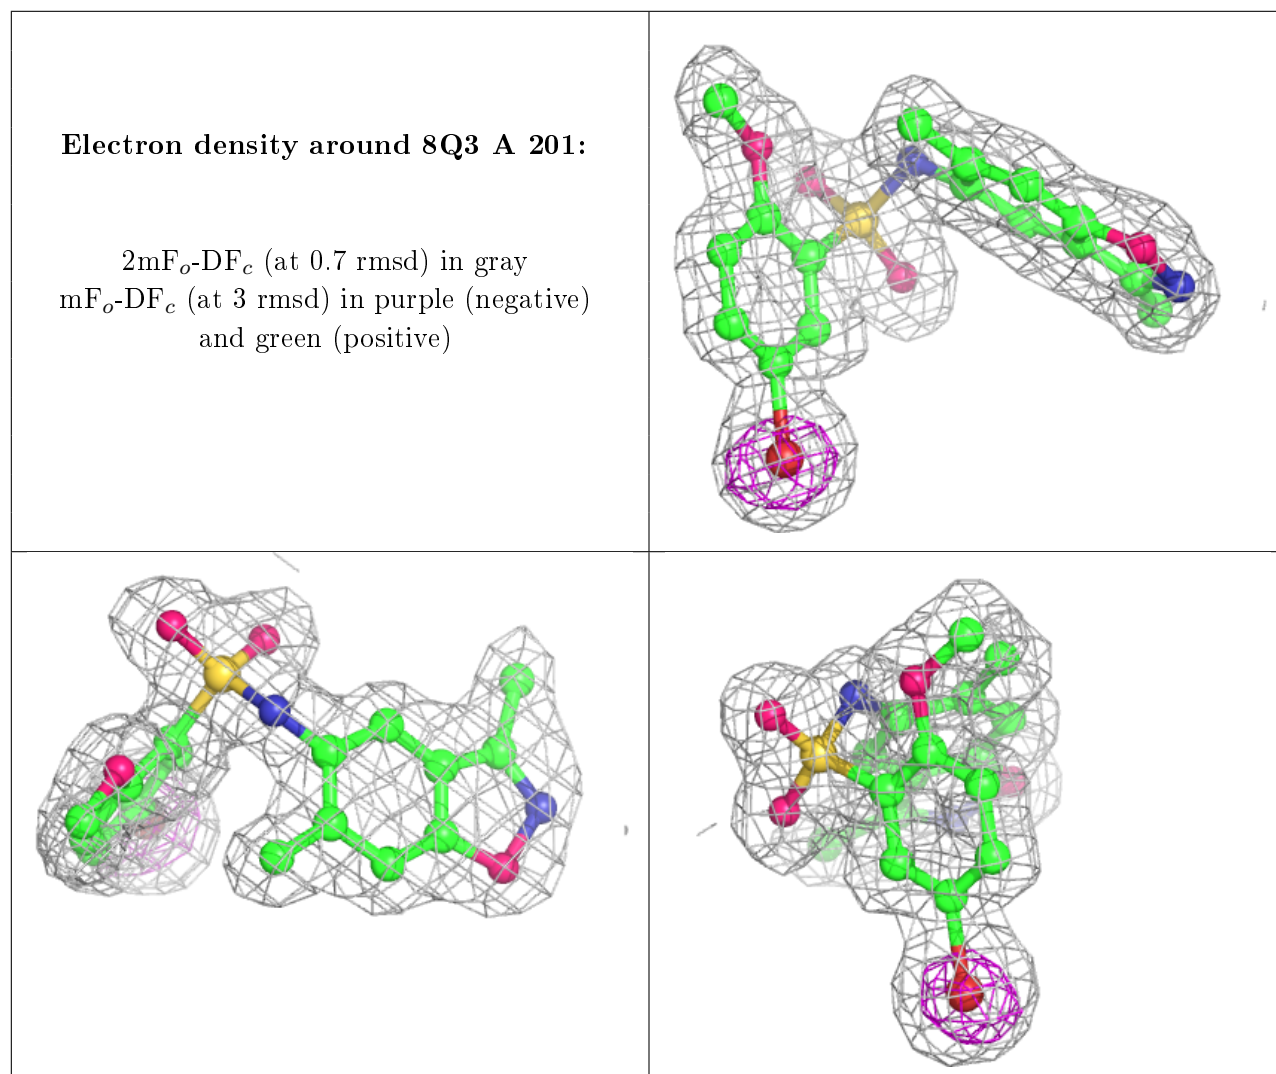 Electron density around 8Q3 A 201:
2mFₒ-DF𝒸 (at 0.7 rmsd) in gray
mFₒ-DF𝒸 (at 3 rmsd) in purple (negative)
and green (positive)